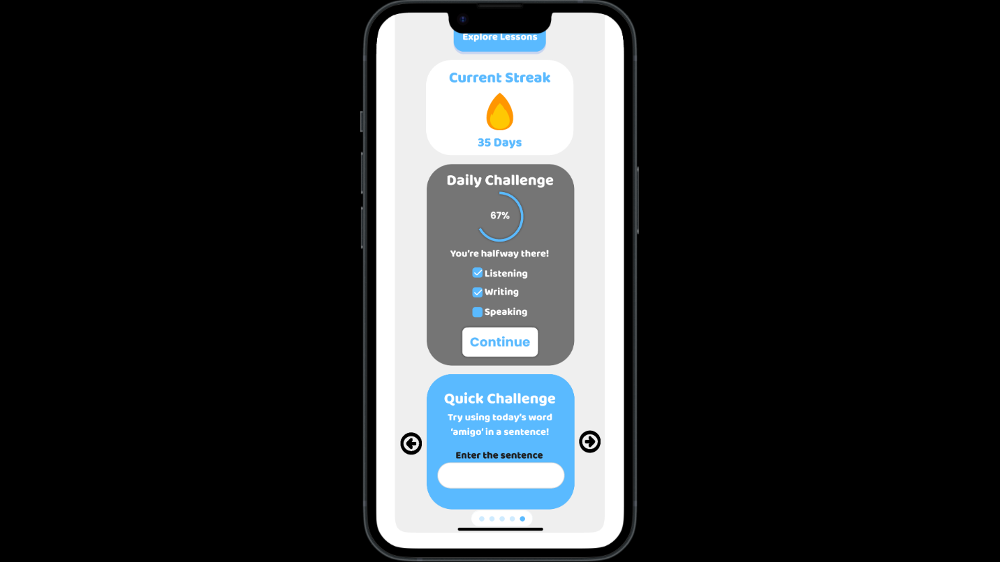 Explore Lessons
Current Streak
35 Days
Daily Challenge
67%
You're halfway there!
Listening
Writing
Speaking
Continue
Quick Challenge
Try using today's word
'amigo' in a sentence!
Enter the sentence